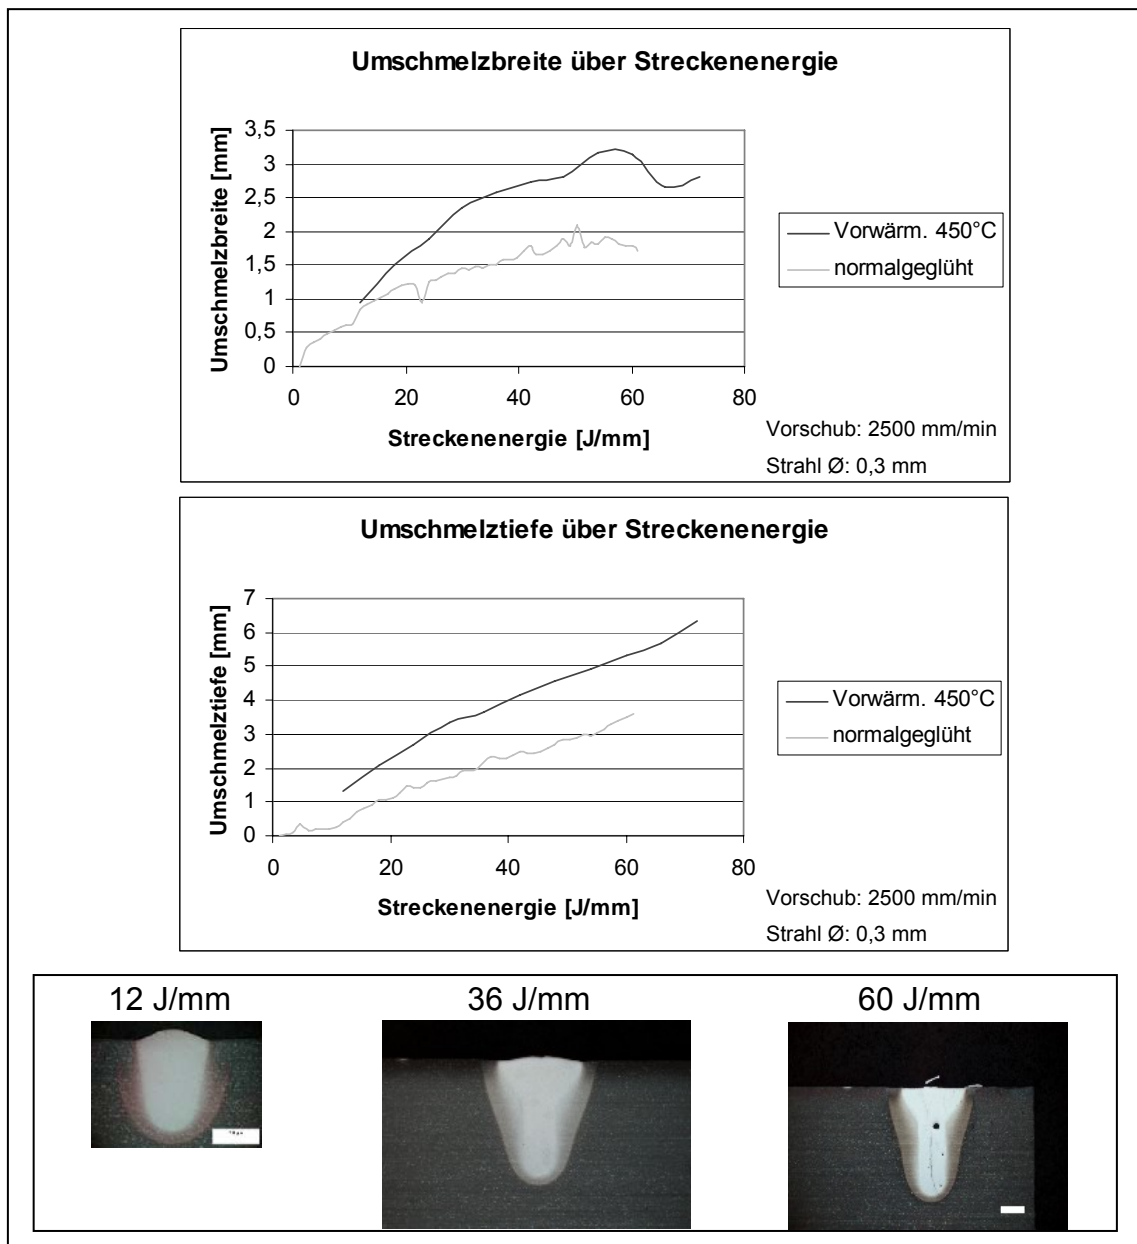 Umschmelzbreite über Streckenenergie
Umschmelzbreite [mm]
3,5
3
2,5
2
1,5
1
0,5
0
0
20
40
60
80
Streckenenergie [J/mm]
Vorwärm. 450°C
normalgeglüht
Vorschub: 2500 mm/min
Strahl Ø: 0,3 mm
Umschmelztiefe über Streckenenergie
Umschmelztiefe [mm]
7
6
5
4
3
2
1
0
0
20
40
60
80
Streckenenergie [J/mm]
Vorwärm. 450°C
normalgeglüht
Vorschub: 2500 mm/min
Strahl Ø: 0,3 mm
12 J/mm
36 J/mm
60 J/mm